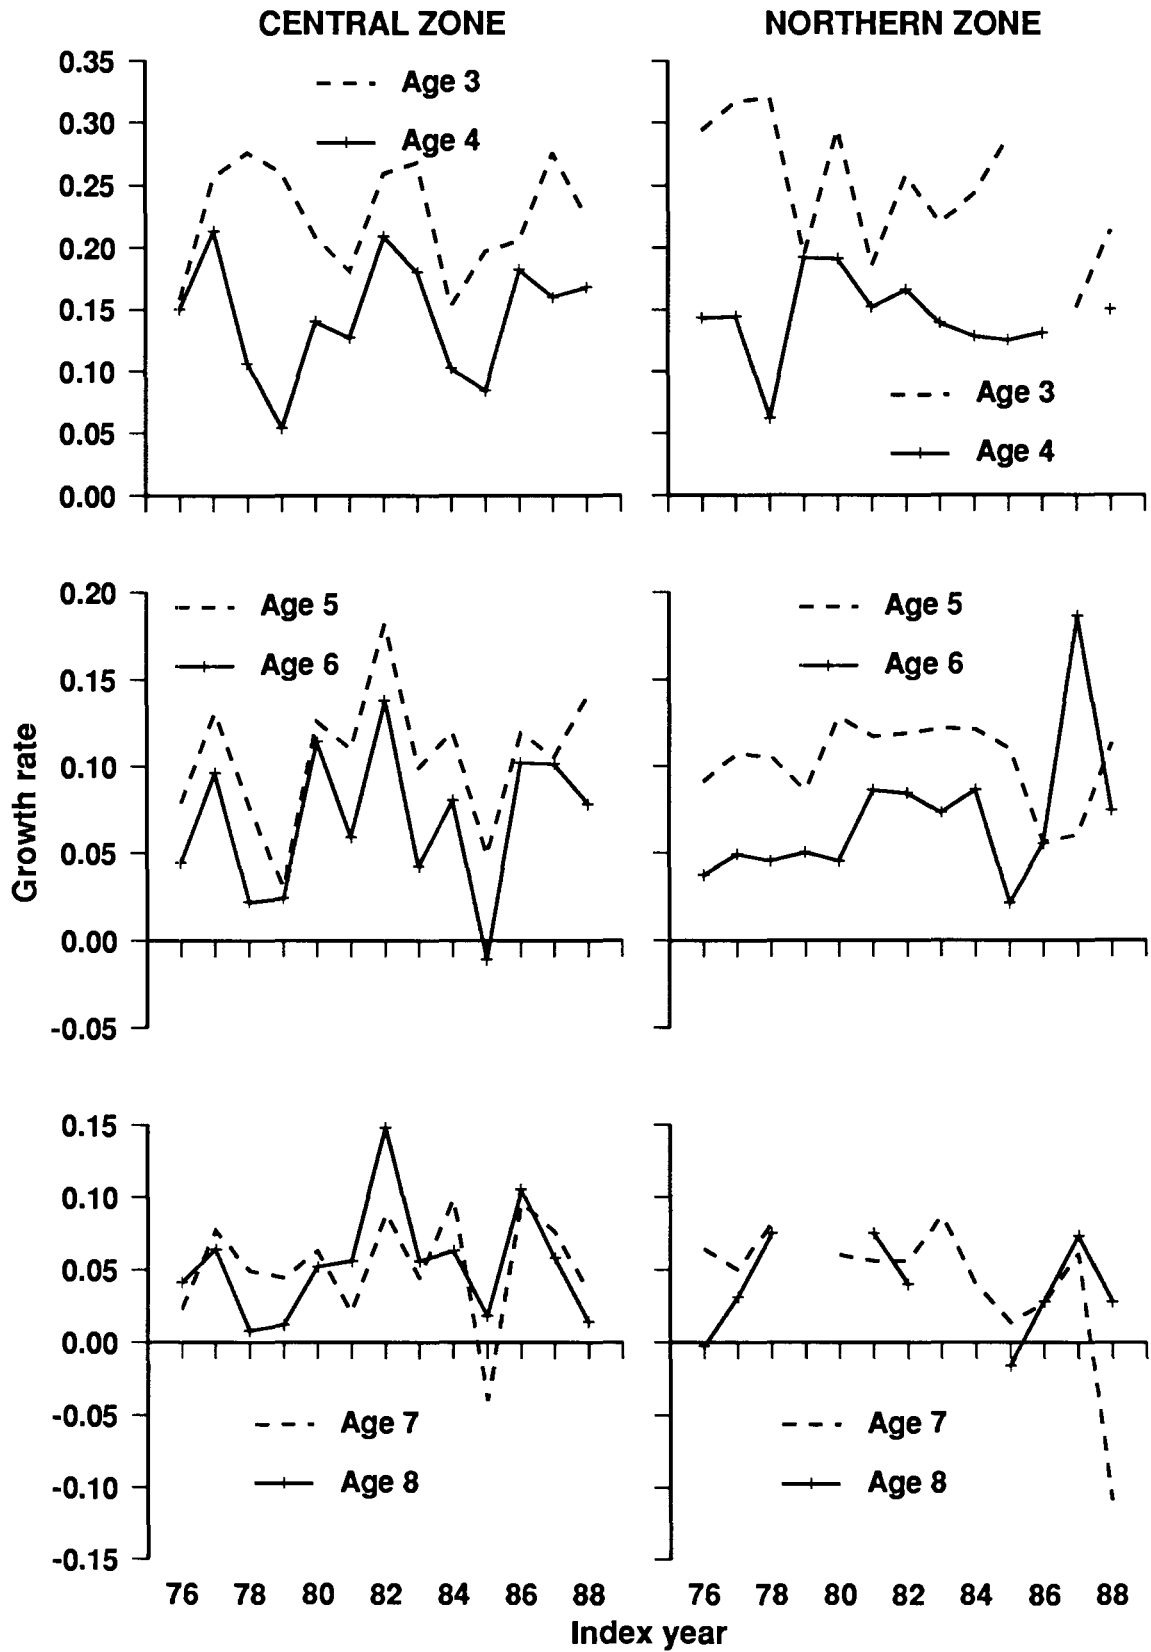 CENTRAL ZONE
NORTHERN ZONE
0.35
0.30
0.25
0.20
0.15
0.10
0.05
0.00
Age 3
Age 4
Age 3
Age 4
Growth rate
0.20
0.15
0.10
0.05
0.00
-0.05
Age 5
Age 6
Age 5
Age 6
0.15
0.10
0.05
0.00
-0.05
-0.10
-0.15
Age 7
Age 8
Age 7
Age 8
76 78 80 82 84 86 88
76 78 80 82 84 86 88
Index year